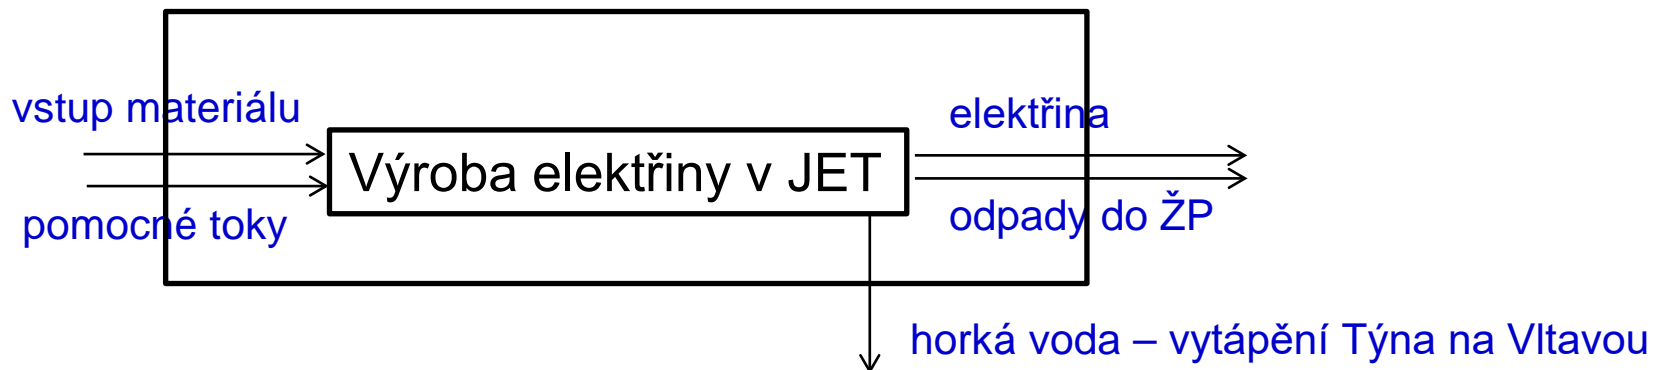 vstup materiálu
elektřina
Výroba elektřiny v JET
pomocné toky
odpady do ŽP
horká voda – vytápění Týna na Vltavou